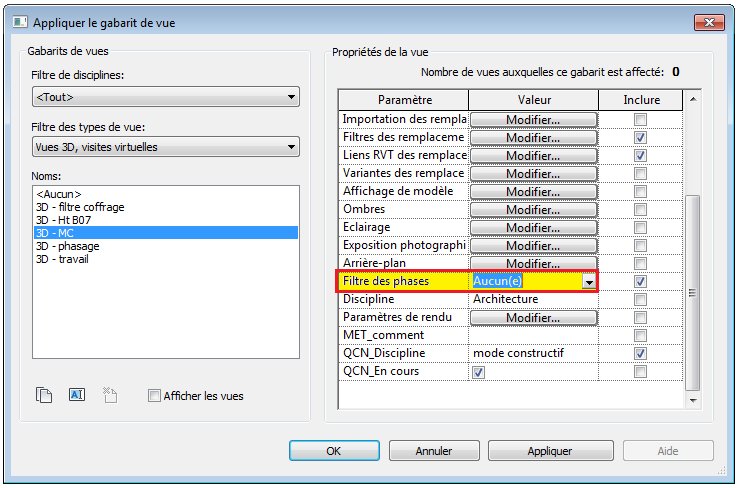 Appliquer le gabarit de vue
Gabarits de vues
Filtre de disciplines:
<Tout>
Filtre des types de vue:
Vues 3D, visites virtuelles
Noms:
<Aucun>
3D - filtre coffrage
3D - Ht B07
3D - MC
3D - phasage
3D - travail
Afficher les vues
Propriétés de la vue
Nombre de vues auxquelles ce gabarit est affecté: 0
Paramètre Valeur Inclure
Importation des rempla Modifier...
Filtres des remplaceme Modifier...
Liens RVT des remplace Modifier...
Variantes des remplace Modifier...
Affichage de modèle Modifier...
Ombres Modifier...
Eclairage Modifier...
Exposition photographi Modifier...
Arrière-plan Modifier...
Filtre des phases Aucun(e)
Discipline Architecture
Paramètres de rendu Modifier...
MET_comment
QCN_Discipline mode constructif
QCN_En cours
OK Annuler Appliquer Aide